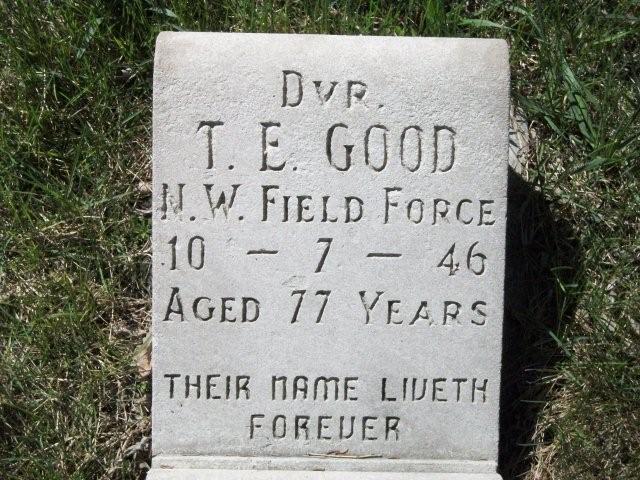 DVR.
T. E. GOOD
N.W. FIELD FORCE
10 — 7 — 46
AGED 77 YEARS
THEIR NAME LIVETH
FOREVER